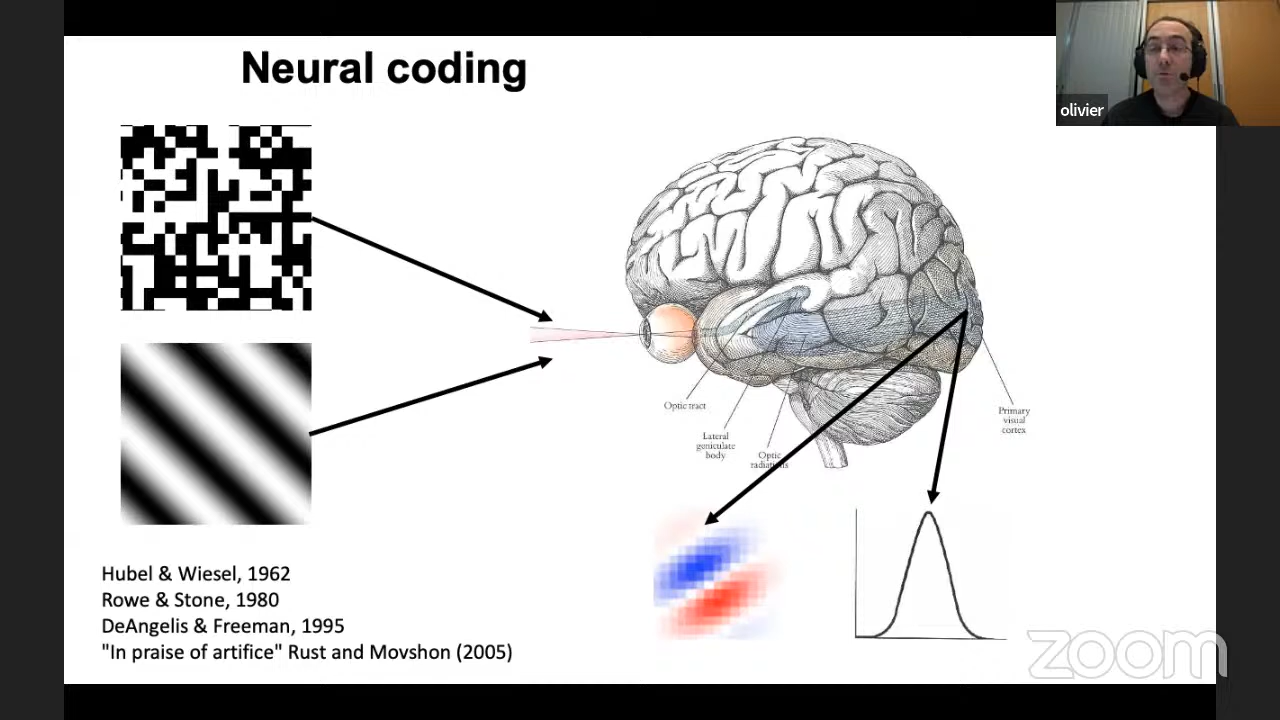 Neural coding
olivier
Optic tract
Lateral
geniculate
body
Optic
radiations
Primary
visual
cortex
Hubel & Wiesel, 1962
Rowe & Stone, 1980
DeAngelis & Freeman, 1995
"In praise of artifice" Rust and Movshon (2005)
zoom